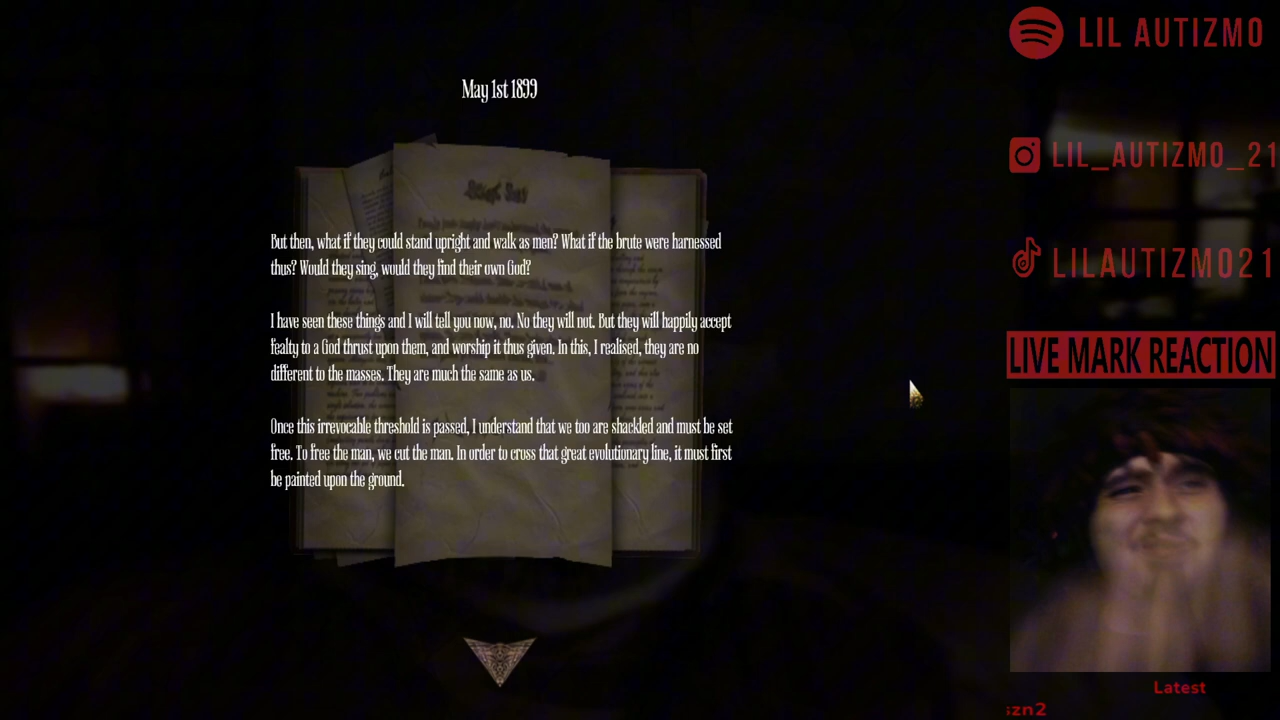 May 1st 1899
But then, what if they could stand upright and walk as men? What if the brute were harnessed
thus? Would they sing, would they find their own God?
I have seen these things and I will tell you now, no. No they will not. But they will happily accept
fealty to a God thrust upon them, and worship it thus given. In this, I realised, they are no
different to the masses. They are much the same as us.
Once this irrevocable threshold is passed, I understand that we too are shackled and must be set
free. To free the man, we cut the man. In order to cross that great evolutionary line, it must first
be painted upon the ground.
LIL AUTIZMO
LIL_AUTIZMO_21
LILAUTIZMO21
LIVE MARK REACTION
Latest
szn2